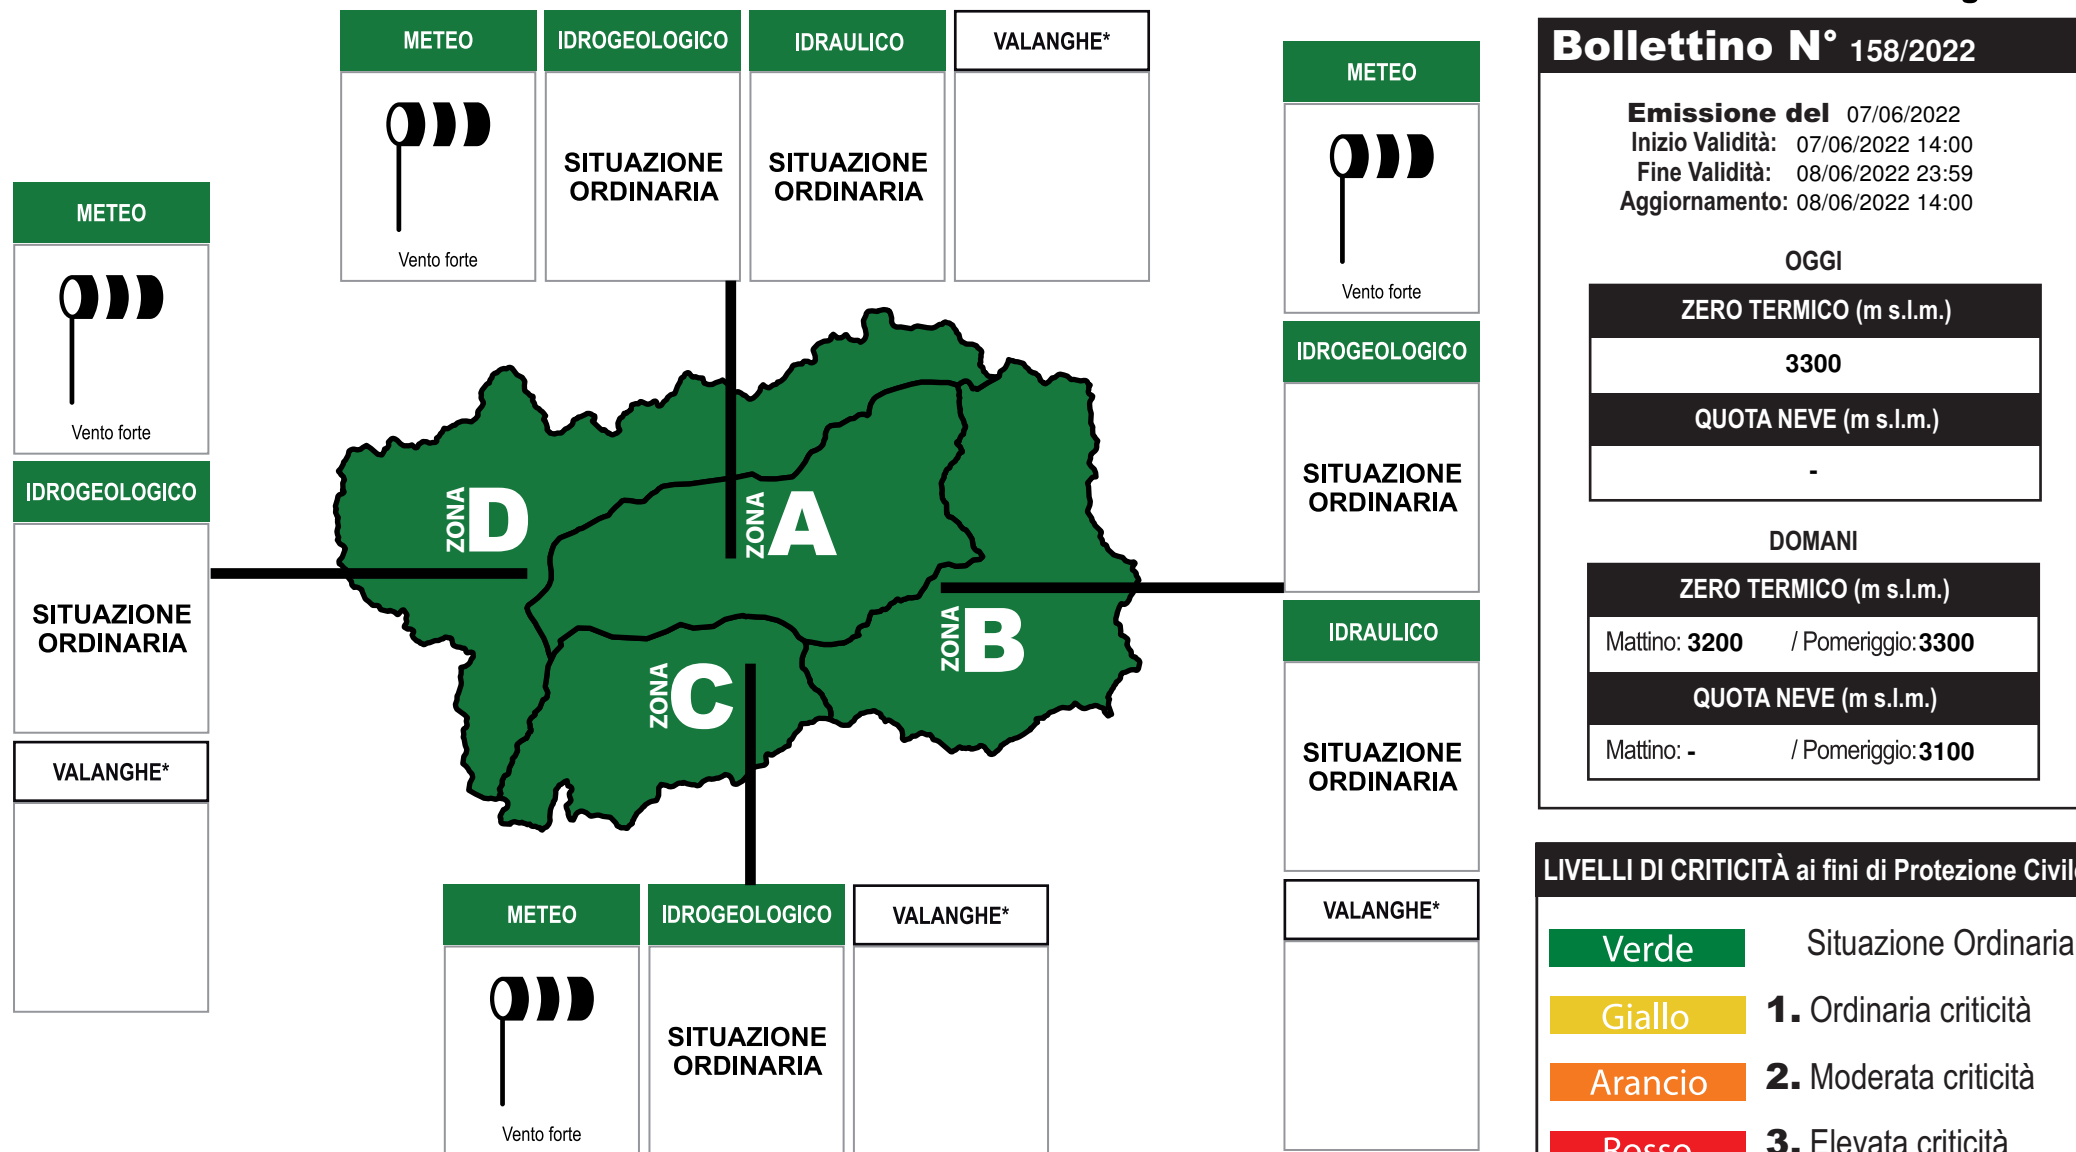 METEO
IDROGEOLOGICO
IDRAULICO
VALANGHE*
Vento forte
SITUAZIONE
ORDINARIA
SITUAZIONE
ORDINARIA
METEO
Vento forte
IDROGEOLOGICO
SITUAZIONE
ORDINARIA
VALANGHE*
METEO
Vento forte
IDROGEOLOGICO
SITUAZIONE
ORDINARIA
IDRAULICO
SITUAZIONE
ORDINARIA
VALANGHE*
ZONA D
ZONA A
ZONA B
ZONA C
METEO
IDROGEOLOGICO
VALANGHE*
Vento forte
SITUAZIONE
ORDINARIA
Bollettino N° 158/2022
Emissione del 07/06/2022
Inizio Validità: 07/06/2022 14:00
Fine Validità: 08/06/2022 23:59
Aggiornamento: 08/06/2022 14:00
OGGI
ZERO TERMICO (m s.l.m.)
3300
QUOTA NEVE (m s.l.m.)
-
DOMANI
ZERO TERMICO (m s.l.m.)
Mattino: 3200 / Pomeriggio: 3300
QUOTA NEVE (m s.l.m.)
Mattino: - / Pomeriggio: 3100
LIVELLI DI CRITICITÀ ai fini di Protezione Civile
Verde Situazione Ordinaria
Giallo 1. Ordinaria criticità
Arancio 2. Moderata criticità
Rosso 3. Elevata criticità